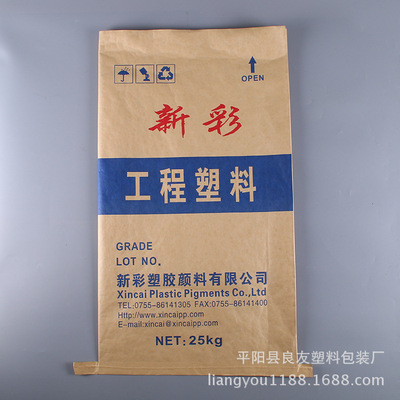 OPEN
新彩
工程塑料
GRADE
LOT NO.
新彩塑胶颜料有限公司
Xincai Plastic Pigments Co.,Ltd
TEL:0755-86141305 FAX:0755-86141400
Http://www.xincaipp.com
E-mail:xincai@xincaipp.com
NET:25kg
平阳县良友塑料包装厂
liangyou1188.1688.com